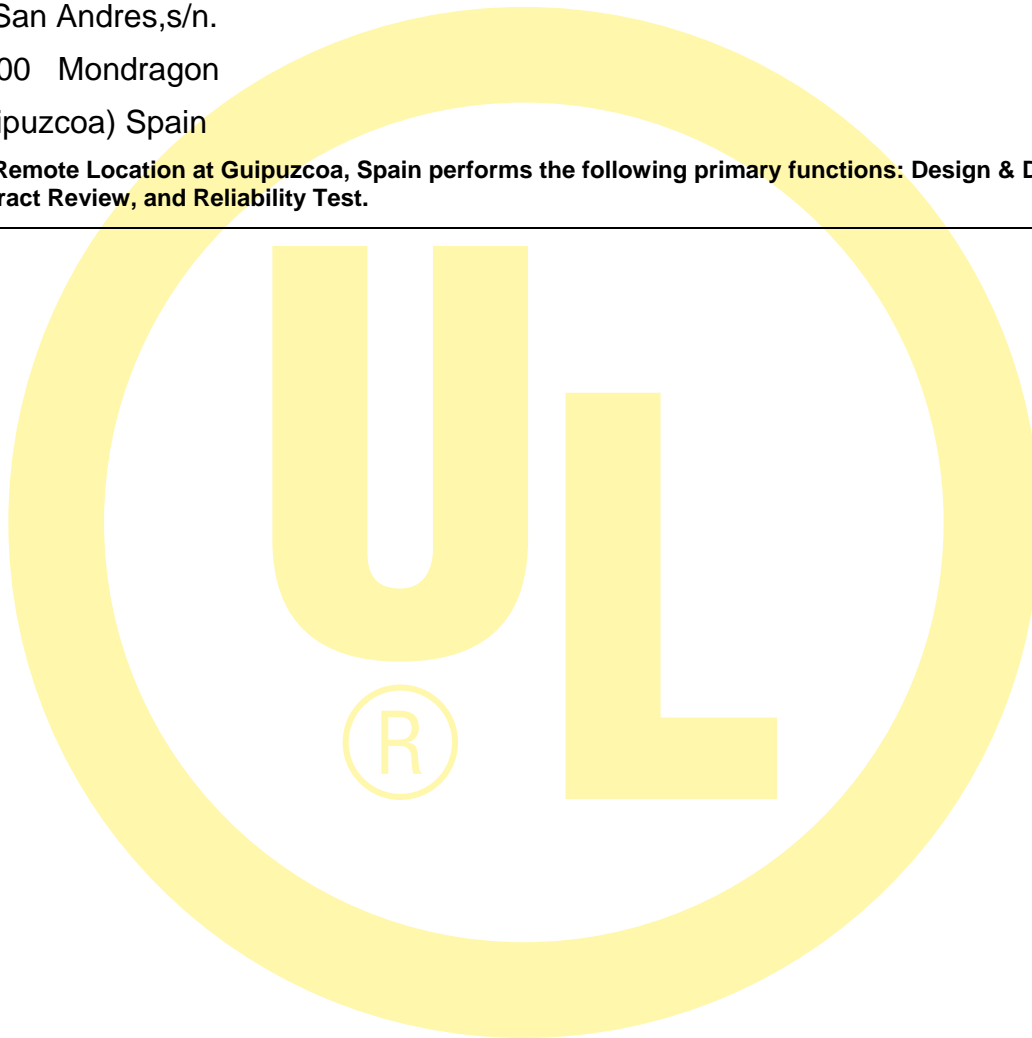 San Andres,s/n.
00 Mondragon
ipuzcoa) Spain
Remote Location at Guipuzcoa, Spain performs the following primary functions: Design & D
ract Review, and Reliability Test.
UL
®